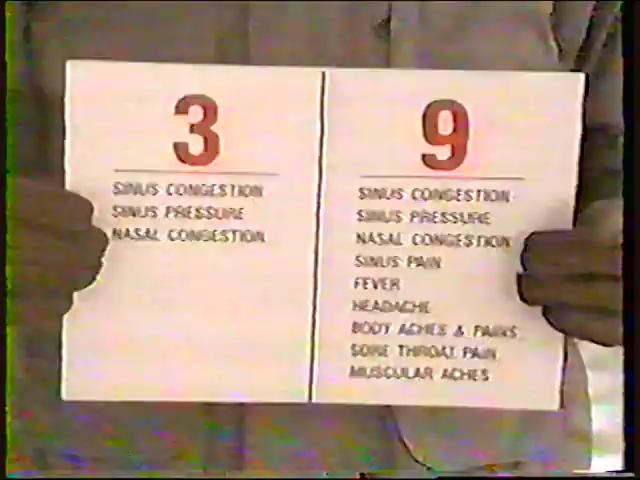 3
SINUS CONGESTION
SINUS PRESSURE
NASAL CONGESTION
9
SINUS CONGESTION
SINUS PRESSURE
NASAL CONGESTION
SINUS PAIN
FEVER
HEADACHE
BODY ACHES & PAINS
SORE THROAT PAIN
MUSCULAR ACHES